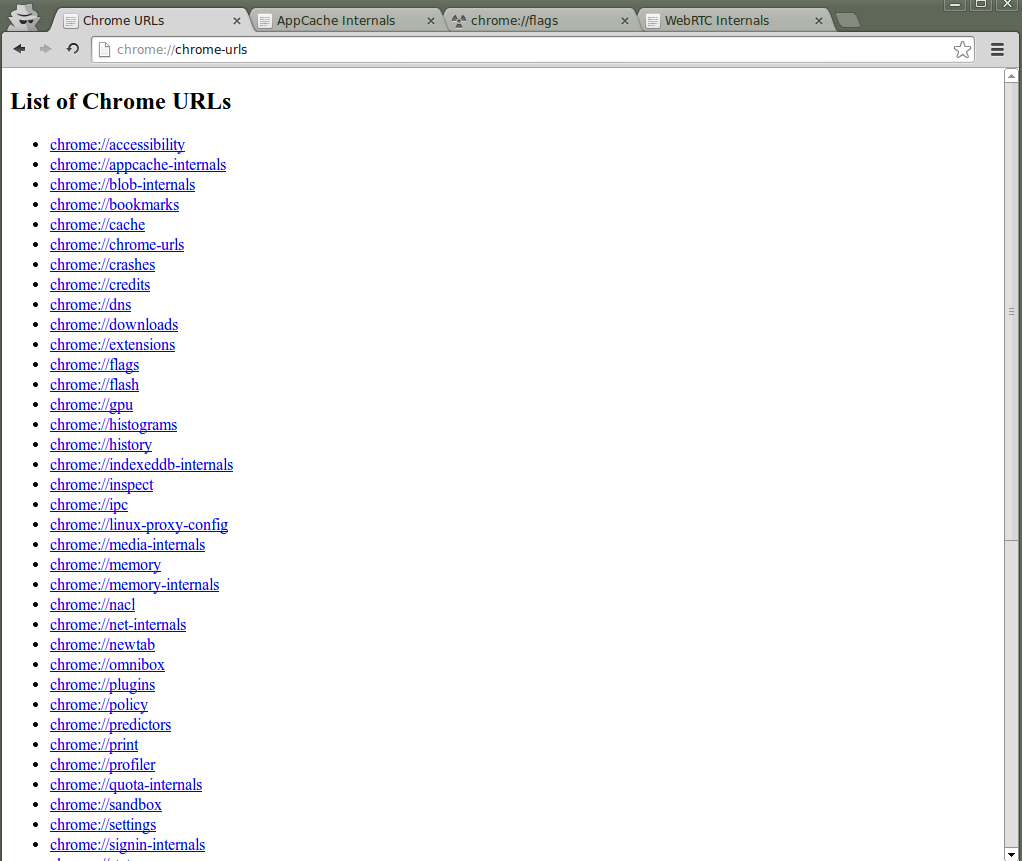 Chrome URLs
AppCache Internals
chrome://flags
WebRTC Internals
chrome://chrome-urls
List of Chrome URLs
chrome://accessibility
chrome://appcache-internals
chrome://blob-internals
chrome://bookmarks
chrome://cache
chrome://chrome-urls
chrome://crashes
chrome://credits
chrome://dns
chrome://downloads
chrome://extensions
chrome://flags
chrome://flash
chrome://gpu
chrome://histograms
chrome://history
chrome://indexeddb-internals
chrome://inspect
chrome://ipc
chrome://linux-proxy-config
chrome://media-internals
chrome://memory
chrome://memory-internals
chrome://nacl
chrome://net-internals
chrome://newtab
chrome://omnibox
chrome://plugins
chrome://policy
chrome://predictors
chrome://print
chrome://profiler
chrome://quota-internals
chrome://sandbox
chrome://settings
chrome://signin-internals